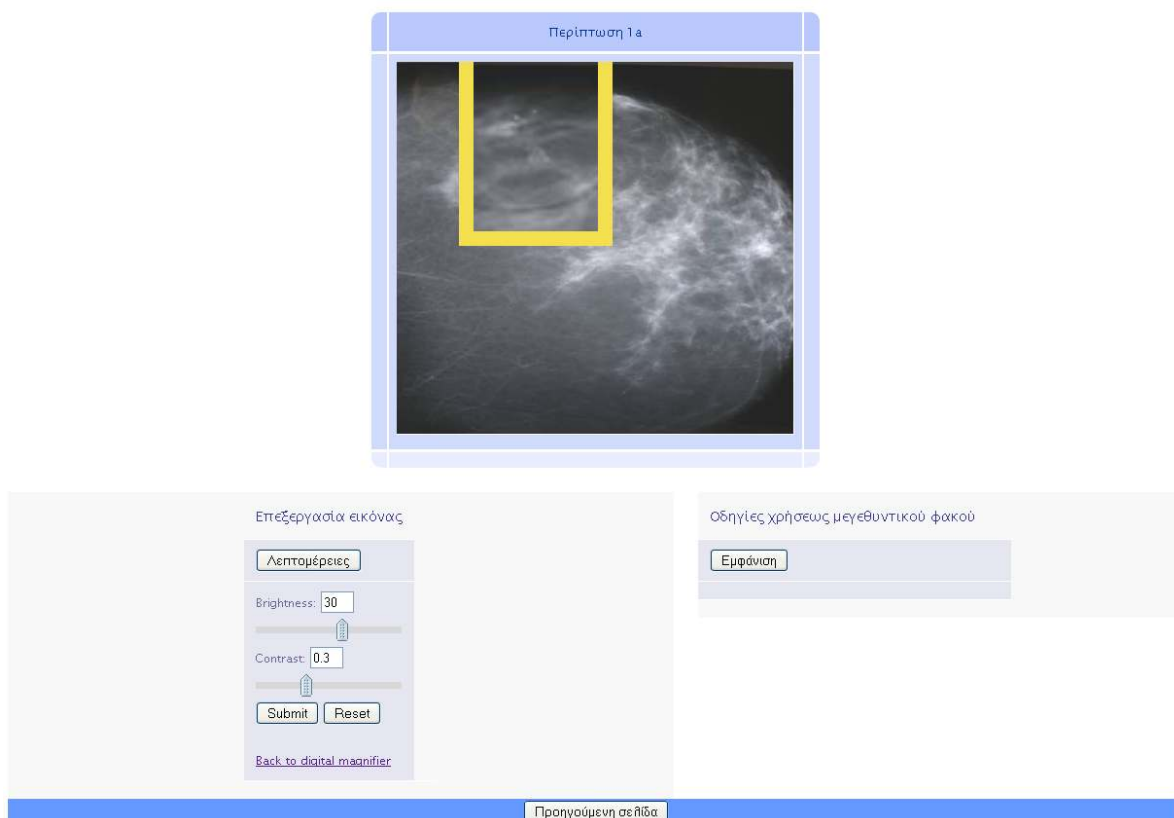 Περίπτωση 1a
Επεξεργασία εικόνας
Λεπτομέρειες
Brightness: 30
Contrast: 0.3
Submit Reset
Back to digital magnifier
Οδηγίες χρήσεως μεγεθυντικού φακού
Εμφάνιση
Προηγούμενη σελίδα